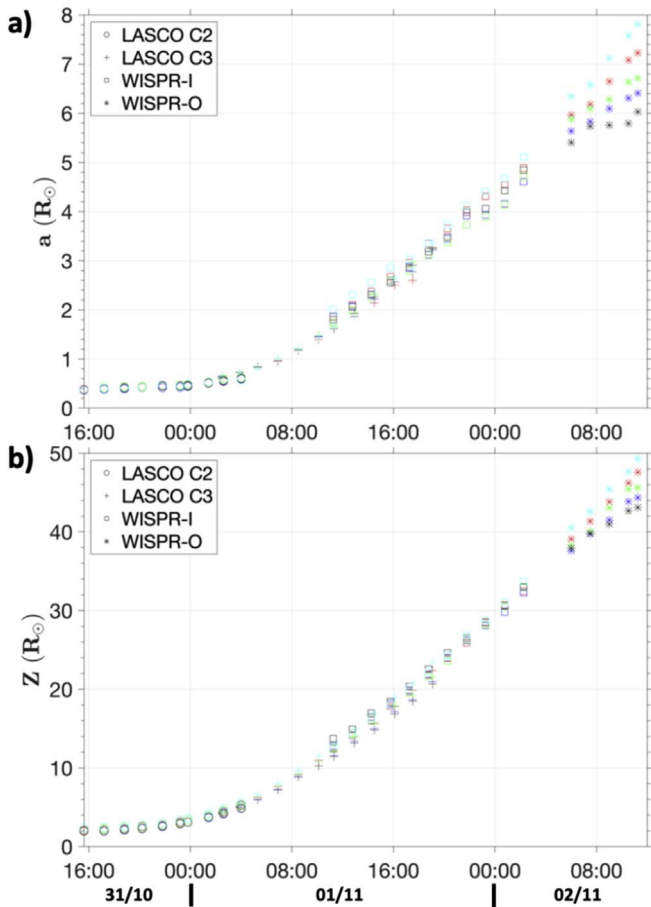 a)
8
LASCO C2
LASCO C3
WISPR-I
WISPR-O
7
6
5
4
3
2
1
0
a (R☉)
16:00 00:00 08:00 16:00 00:00 08:00
b)
50
LASCO C2
LASCO C3
WISPR-I
WISPR-O
40
30
20
10
0
Z (R☉)
16:00 00:00 08:00 16:00 00:00 08:00
31/10 01/11 02/11